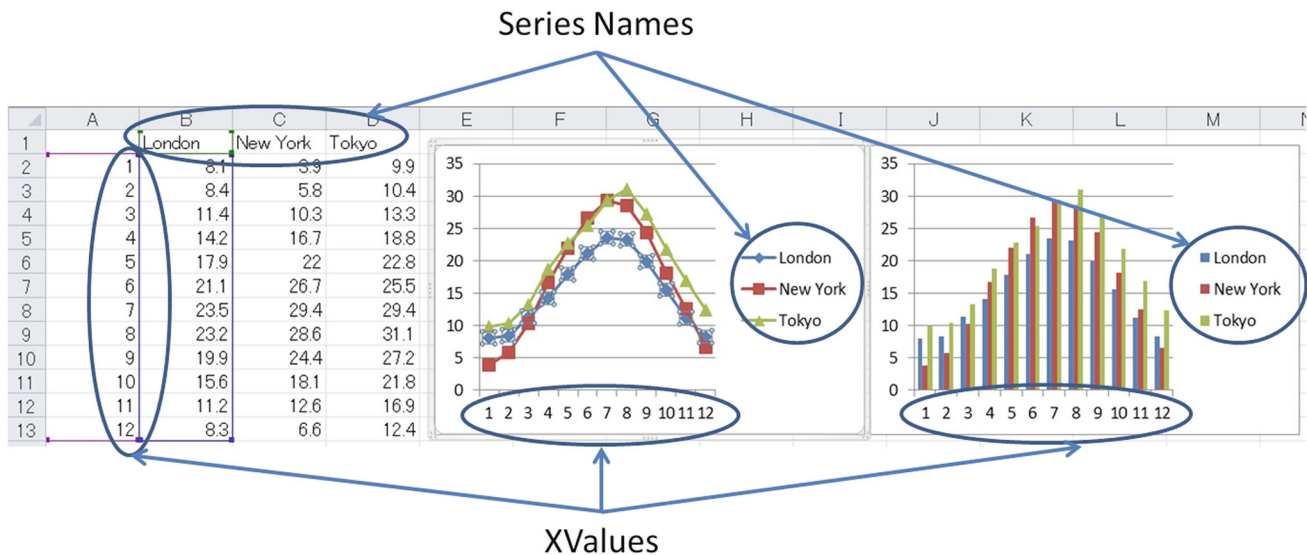 Series Names
A B C D E F G H I J K L M N
1 London New York Tokyo
2 1 8.1 3.9 9.9
3 2 8.4 5.8 10.4
4 3 11.4 10.3 13.3
5 4 14.2 16.7 18.8
6 5 17.9 22 22.8
7 6 21.1 26.7 25.5
8 7 23.5 29.4 29.4
9 8 23.2 28.6 31.1
10 9 19.9 24.4 27.2
11 10 15.6 18.1 21.8
12 11 11.2 12.6 16.9
13 12 8.3 6.6 12.4
35
30
25
20
15
10
5
0
1 2 3 4 5 6 7 8 9 10 11 12
London
New York
Tokyo
35
30
25
20
15
10
5
0
1 2 3 4 5 6 7 8 9 10 11 12
London
New York
Tokyo
XValues